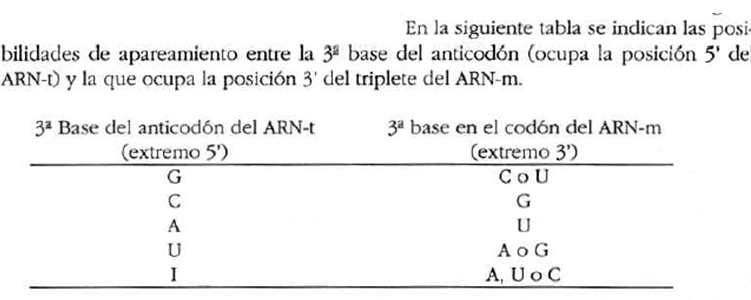 En la siguiente tabla se indican las posi-
bilidades de apareamiento entre la 3ª base del anticodón (ocupa la posición 5' de
ARN-t) y la que ocupa la posición 3' del triplete del ARN-m.
3ª Base del anticodón del ARN-t 3ª base en el codón del ARN-m
(extremo 5') (extremo 3')
G C o U
C G
A U
U A o G
I A, U o C